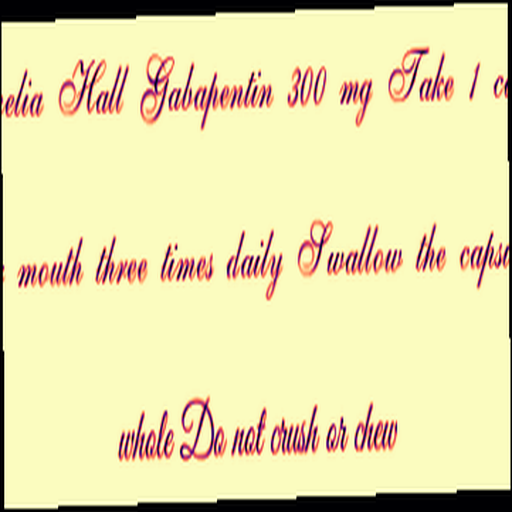 Hall Gabapentin 300 mg Take 1
mouth three times daily Swallow the
whole Do not crush or chew